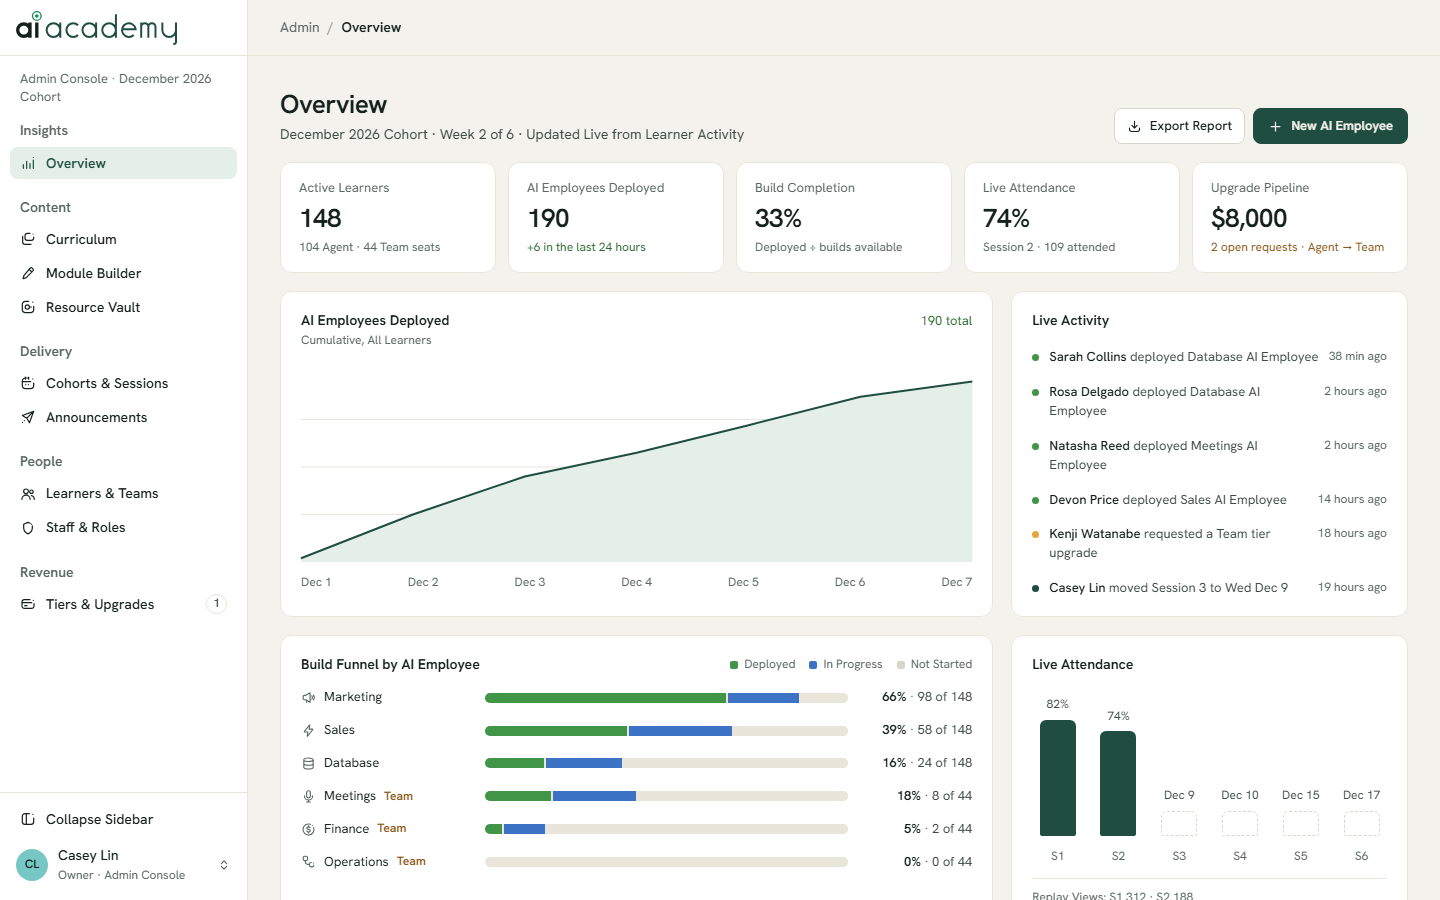 ai academy
Admin Console · December 2026
Cohort
Insights
Overview
Content
Curriculum
Module Builder
Resource Vault
Delivery
Cohorts & Sessions
Announcements
People
Learners & Teams
Staff & Roles
Revenue
Tiers & Upgrades 1
Collapse Sidebar
CL
Casey Lin
Owner · Admin Console
Admin / Overview
Overview
December 2026 Cohort · Week 2 of 6 · Updated Live from Learner Activity
Export Report
New AI Employee
Active Learners
148
104 Agent · 44 Team seats
AI Employees Deployed
190
+6 in the last 24 hours
Build Completion
33%
Deployed ÷ builds available
Live Attendance
74%
Session 2 · 109 attended
Upgrade Pipeline
$8,000
2 open requests · Agent → Team
AI Employees Deployed 190 total
Cumulative, All Learners
Dec 1 Dec 2 Dec 3 Dec 4 Dec 5 Dec 6 Dec 7
Live Activity
Sarah Collins deployed Database AI Employee 38 min ago
Rosa Delgado deployed Database AI 2 hours ago
Employee
Natasha Reed deployed Meetings AI 2 hours ago
Employee
Devon Price deployed Sales AI Employee 14 hours ago
Kenji Watanabe requested a Team tier 18 hours ago
upgrade
Casey Lin moved Session 3 to Wed Dec 9 19 hours ago
Build Funnel by AI Employee Deployed In Progress Not Started
Marketing 66% · 98 of 148
Sales 39% · 58 of 148
Database 16% · 24 of 148
Meetings Team 18% · 8 of 44
Finance Team 5% · 2 of 44
Operations Team 0% · 0 of 44
Live Attendance
82% 74% Dec 9 Dec 10 Dec 15 Dec 17
S1 S2 S3 S4 S5 S6
Replay Views: S1 312 · S2 188